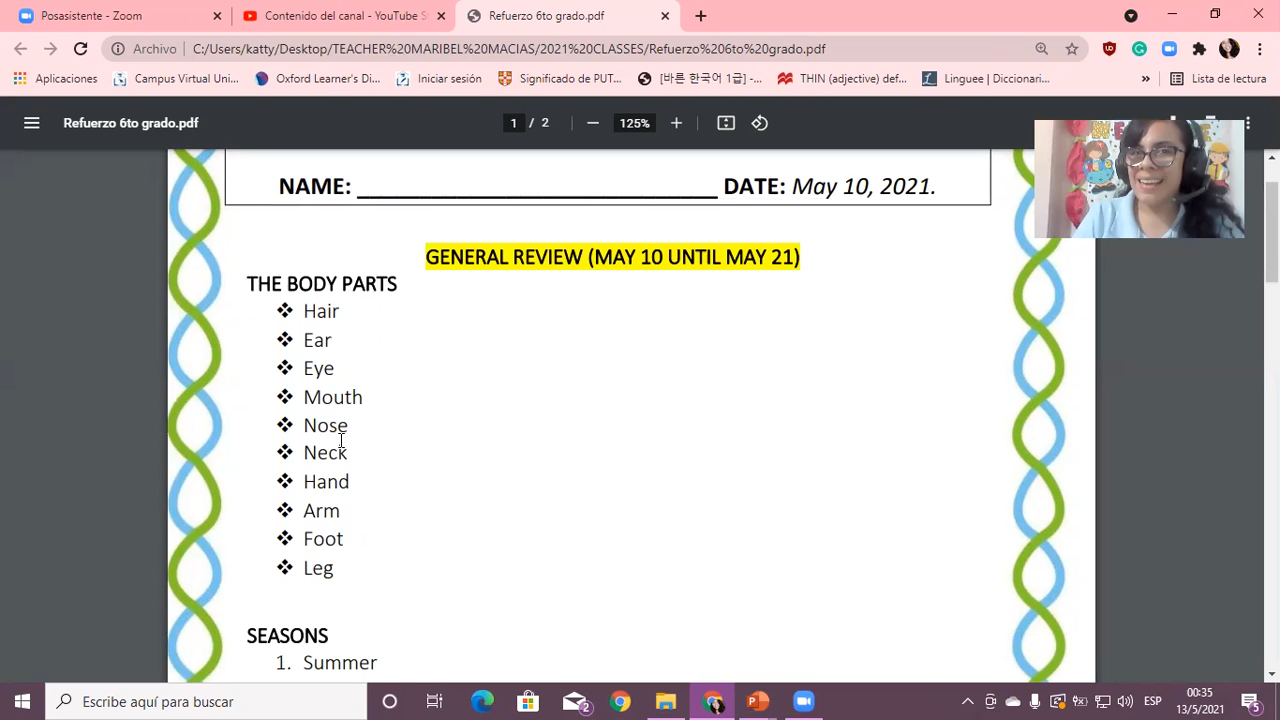 Posasistente - Zoom
Contenido del canal - YouTube S
Refuerzo 6to grado.pdf
Archivo
C:/Users/katty/Desktop/TEACHER%20MARIBEL%20MACIAS/2021%20CLASSES/Refuerzo%206to%20grado.pdf
Aplicaciones
Campus Virtual Uni...
Oxford Learner's Di...
Iniciar sesión
Significado de PUT...
[바른 한국어1급] -...
THIN (adjective) def...
Linguee | Diccionari...
»
Lista de lectura
Refuerzo 6to grado.pdf
1 / 2
125%
NAME: ______________________________ DATE: May 10, 2021.
GENERAL REVIEW (MAY 10 UNTIL MAY 21)
THE BODY PARTS
❖ Hair
❖ Ear
❖ Eye
❖ Mouth
❖ Nose
❖ Neck
❖ Hand
❖ Arm
❖ Foot
❖ Leg
SEASONS
1. Summer
Escribe aquí para buscar
2
ESP
00:35
13/5/2021
5